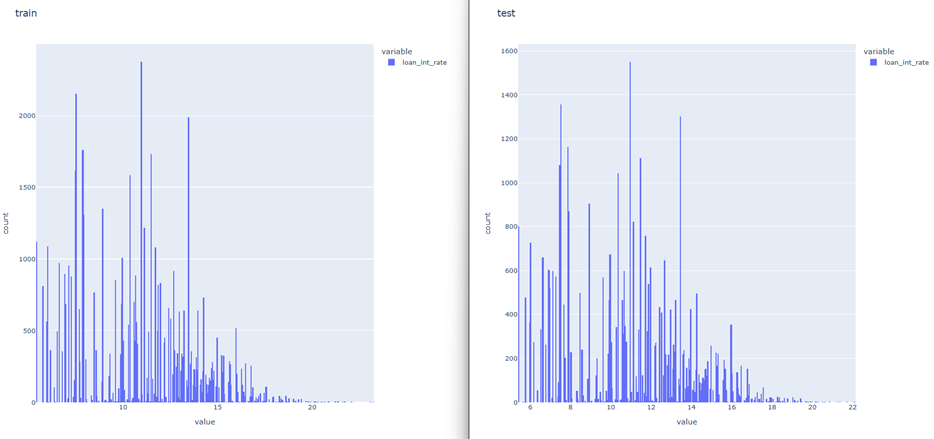 train
variable
loan_int_rate
count
2000
1500
1000
500
0
10
15
20
value
test
variable
loan_int_rate
count
1600
1400
1200
1000
800
600
400
200
0
6
8
10
12
14
16
18
20
22
value